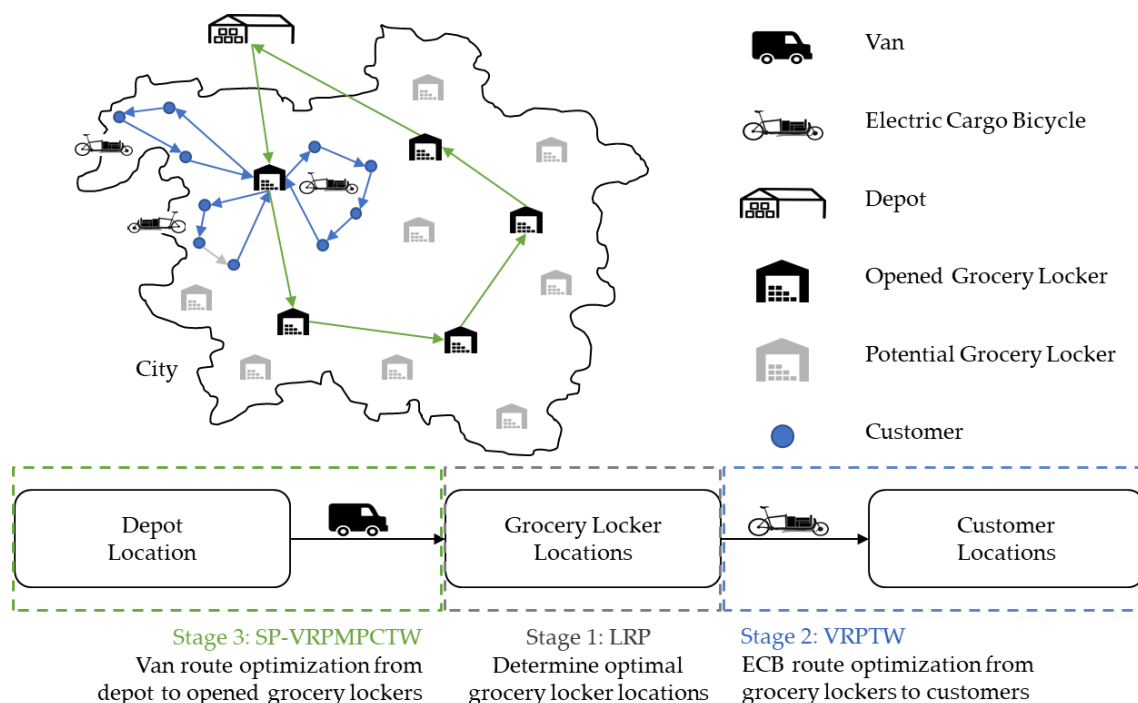 Van
Electric Cargo Bicycle
Depot
Opened Grocery Locker
Potential Grocery Locker
Customer
City
Depot
Location
Grocery Locker
Locations
Customer
Locations
Stage 3: SP-VRPMPCTW
Van route optimization from
depot to opened grocery lockers
Stage 1: LRP
Determine optimal
grocery locker locations
Stage 2: VRPTW
ECB route optimization from
grocery lockers to customers